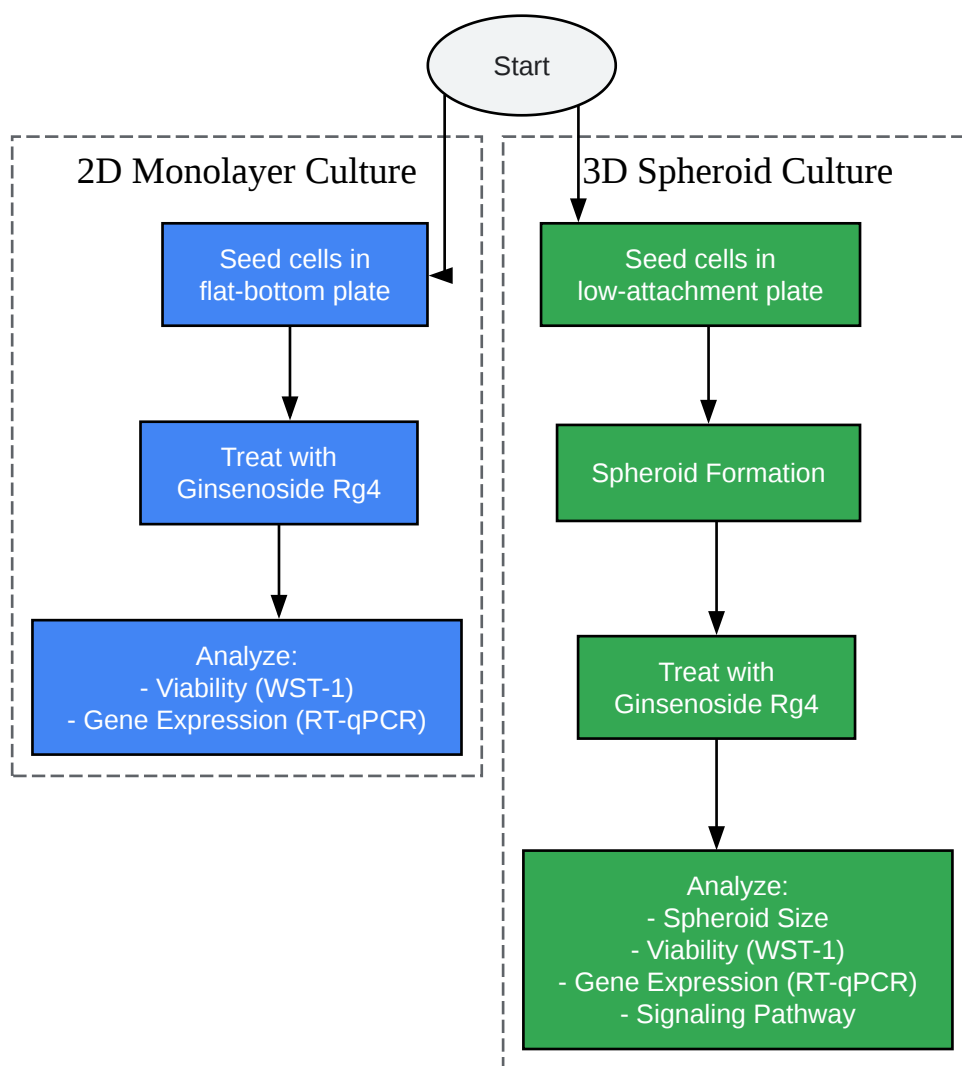 Start
2D Monolayer Culture
Seed cells in
flat-bottom plate
Treat with
Ginsenoside Rg4
Analyze:
- Viability (WST-1)
- Gene Expression (RT-qPCR)
3D Spheroid Culture
Seed cells in
low-attachment plate
Spheroid Formation
Treat with
Ginsenoside Rg4
Analyze:
- Spheroid Size
- Viability (WST-1)
- Gene Expression (RT-qPCR)
- Signaling Pathway